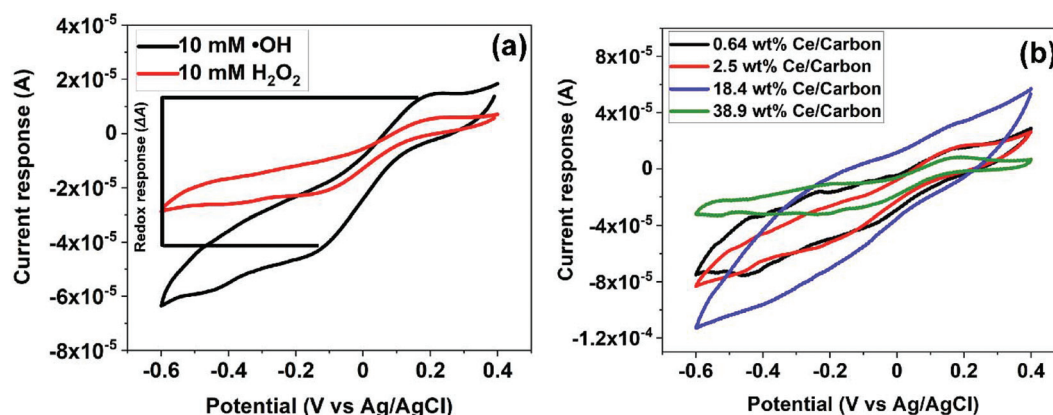 (a)
10 mM •OH
10 mM H₂O₂
Redox response (ΔA)
Current response (A)
4x10⁻⁵
2x10⁻⁵
0
-2x10⁻⁵
-4x10⁻⁵
-6x10⁻⁵
-8x10⁻⁵
-0.6 -0.4 -0.2 0.0 0.2 0.4
Potential (V vs Ag/AgCl)
(b)
0.64 wt% Ce/Carbon
2.5 wt% Ce/Carbon
18.4 wt% Ce/Carbon
38.9 wt% Ce/Carbon
Current response (A)
8x10⁻⁵
4x10⁻⁵
0
-4x10⁻⁵
-8x10⁻⁵
-1.2x10⁻⁴
-0.6 -0.4 -0.2 0.0 0.2 0.4
Potential (V vs Ag/AgCl)